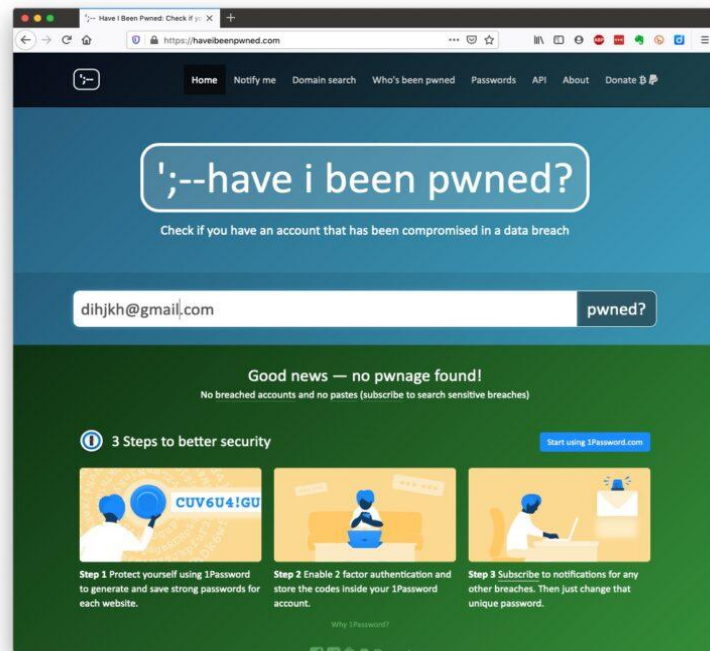 ';-- Have I Been Pwned: Check if yo
https://haveibeenpwned.com
Home Notify me Domain search Who's been pwned Passwords API About Donate
';--have i been pwned?
Check if you have an account that has been compromised in a data breach
dihjkh@gmail.com
pwned?
Good news — no pwnage found!
No breached accounts and no pastes (subscribe to search sensitive breaches)
3 Steps to better security
Start using 1Password.com
CUV6U4!GU
Step 1 Protect yourself using 1Password
to generate and save strong passwords for
each website.
Step 2 Enable 2 factor authentication and
store the codes inside your 1Password
account.
Step 3 Subscribe to notifications for any
other breaches. Then just change that
unique password.
Why 1Password?